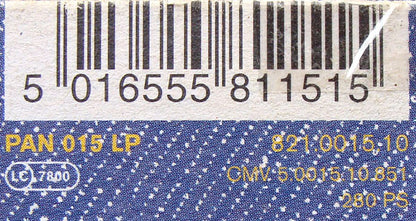 5 016555 811515
PAN 015 LP 821.0015.10
LC 7800 CMV 5.0015.10.851
280 PS